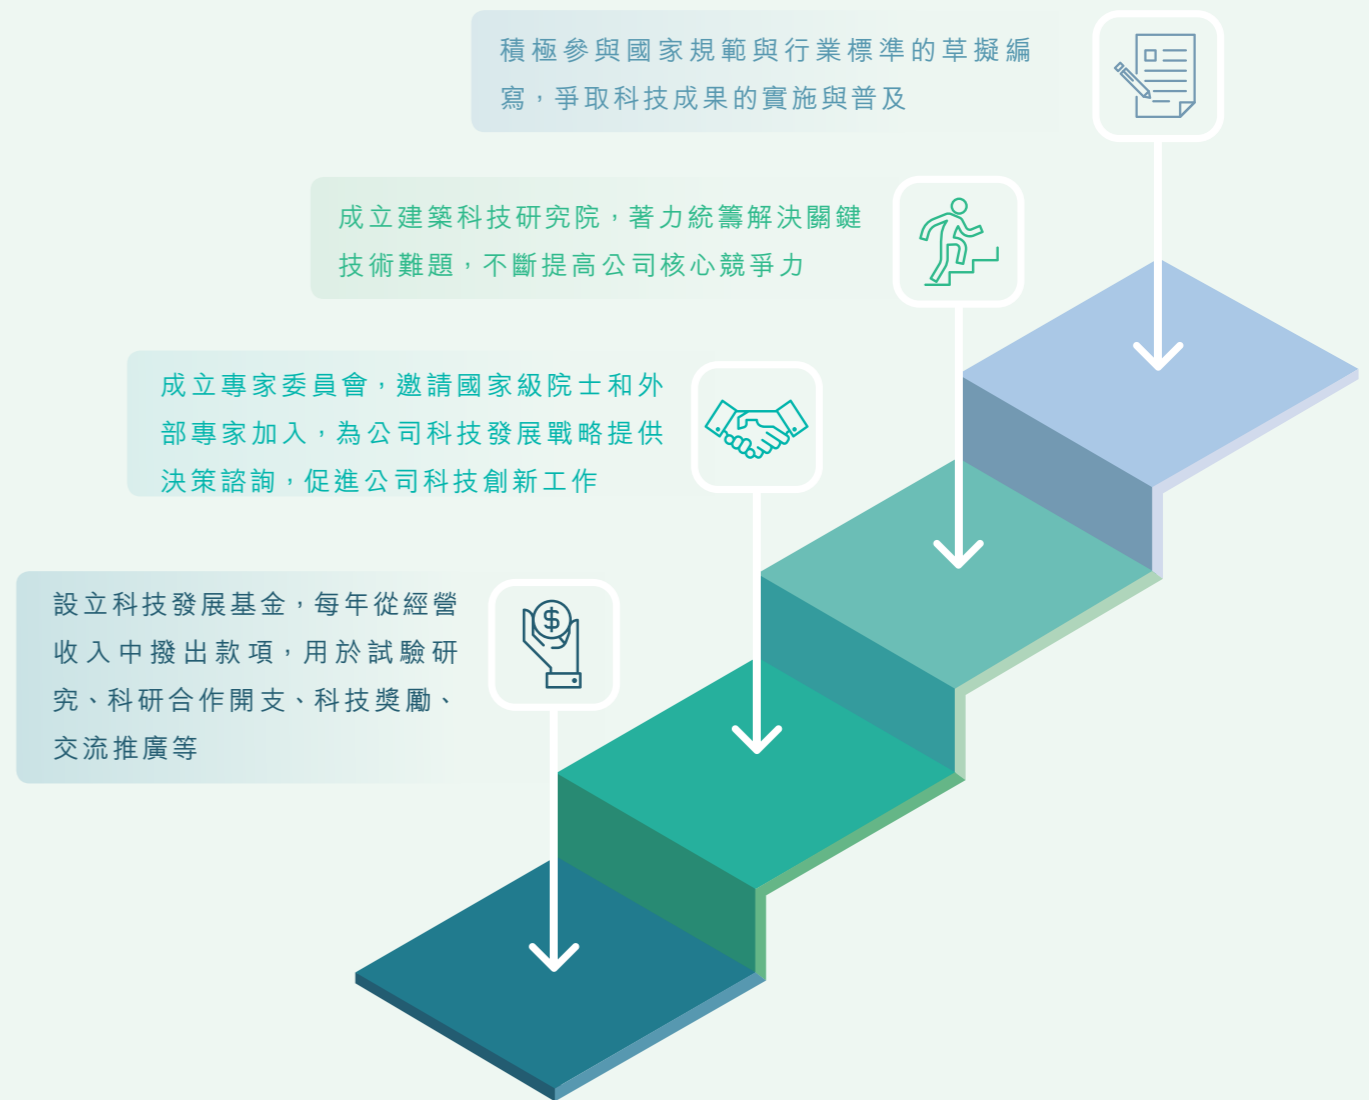 積極參與國家規範與行業標準的草擬編
寫，爭取科技成果的實施與普及
成立建築科技研究院，著力統籌解決關鍵
技術難題，不斷提高公司核心競爭力
成立專家委員會，邀請國家級院士和外
部專家加入，為公司科技發展戰略提供
決策諮詢，促進公司科技創新工作
設立科技發展基金，每年從經營
收入中撥出款項，用於試驗研
究、科研合作開支、科技獎勵、
交流推廣等
$